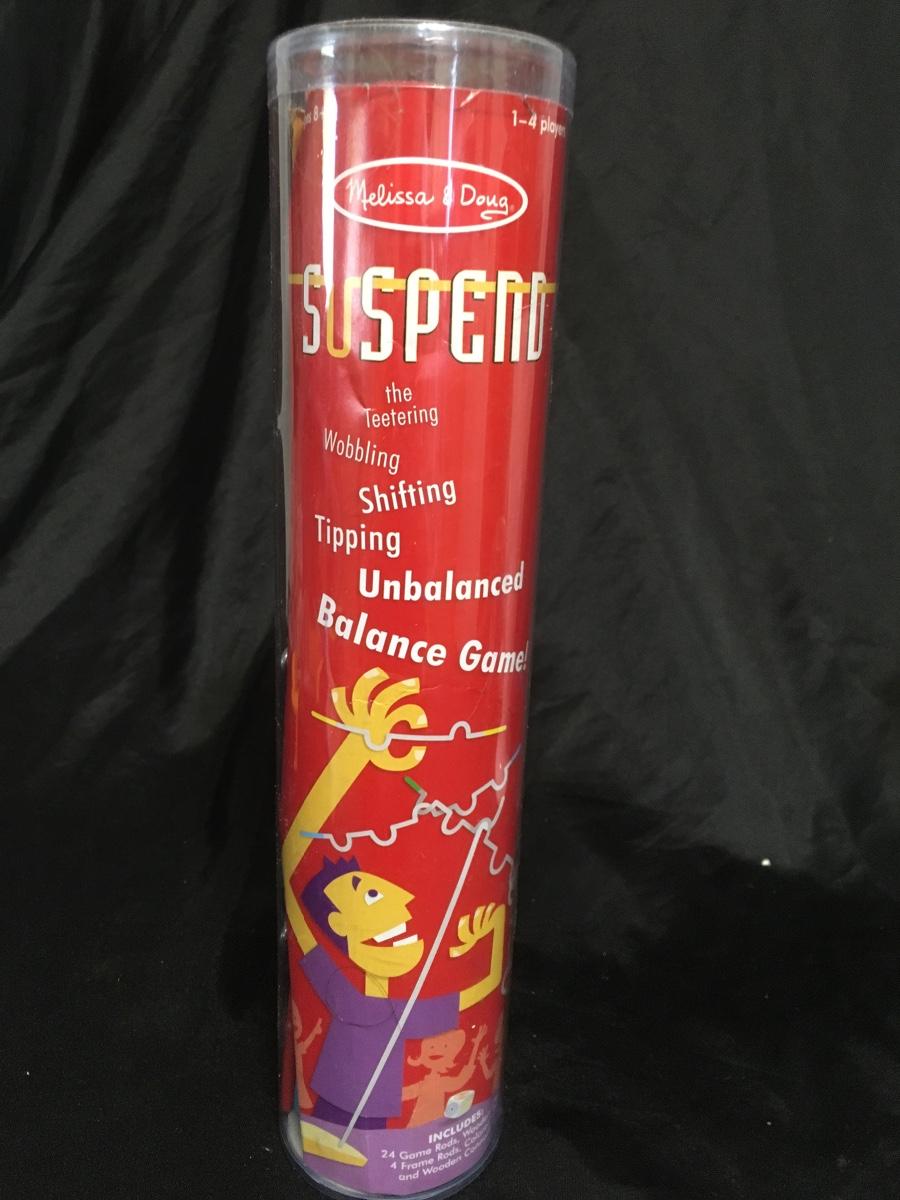 8+
1–4 players
Melissa & Doug
SUSPEND
the
Teetering
Wobbling
Shifting
Tipping
Unbalanced
Balance Game!
INCLUDES:
24 Game Rods,
4 Frame Rods,
and Wooden